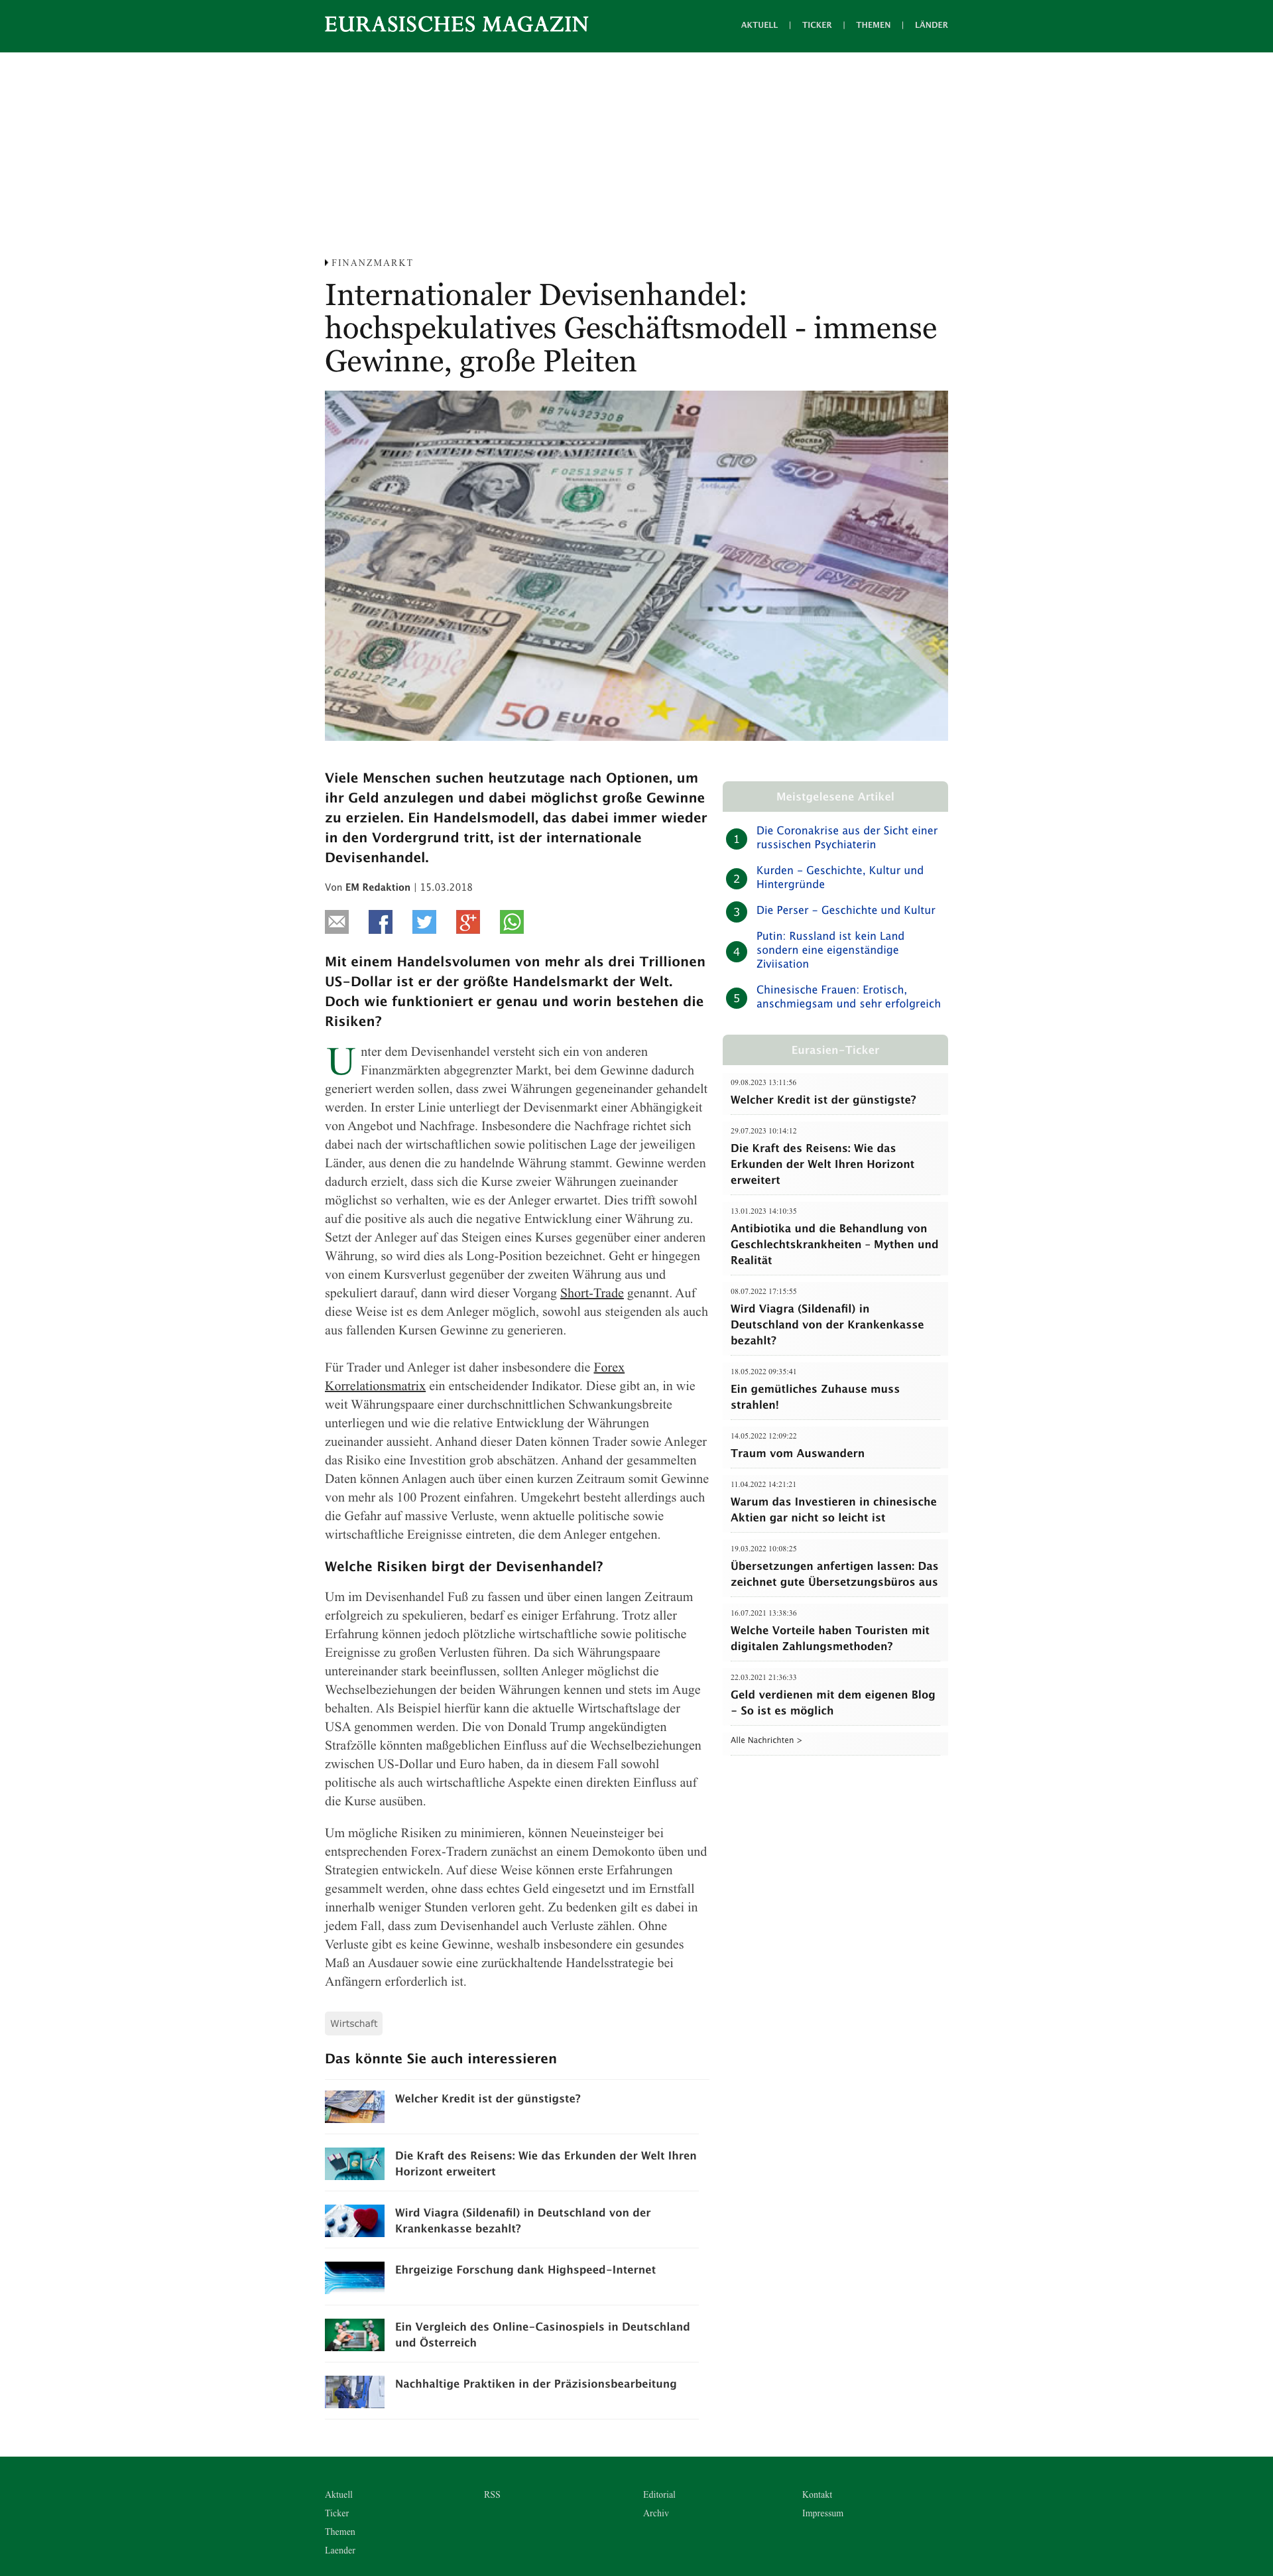 EURASISCHES MAGAZIN
AKTUELL | TICKER | THEMEN | LÄNDER
FINANZMARKT
Internationaler Devisenhandel:
hochspekulatives Geschäftsmodell - immense
Gewinne, große Pleiten
MB 74432330 B
FEDERAL RESERVE NOTE
THE UNITED STATES OF AMERICA
F 02519245 T
WASHINGTON, D.C.
МОСКВА
СТО
500
ПЯТЬСОТ РУБЛЕЙ
20
THE UNITED STATES
OF AMERICA
10
G 61811272 A
50 EURO
Viele Menschen suchen heutzutage nach Optionen, um
ihr Geld anzulegen und dabei möglichst große Gewinne
zu erzielen. Ein Handelsmodell, das dabei immer wieder
in den Vordergrund tritt, ist der internationale
Devisenhandel.
Von EM Redaktion | 15.03.2018
Mit einem Handelsvolumen von mehr als drei Trillionen
US-Dollar ist er der größte Handelsmarkt der Welt.
Doch wie funktioniert er genau und worin bestehen die
Risiken?
Unter dem Devisenhandel versteht sich ein von anderen
Finanzmärkten abgegrenzter Markt, bei dem Gewinne dadurch
generiert werden sollen, dass zwei Währungen gegeneinander gehandelt
werden. In erster Linie unterliegt der Devisenmarkt einer Abhängigkeit
von Angebot und Nachfrage. Insbesondere die Nachfrage richtet sich
dabei nach der wirtschaftlichen sowie politischen Lage der jeweiligen
Länder, aus denen die zu handelnde Währung stammt. Gewinne werden
dadurch erzielt, dass sich die Kurse zweier Währungen zueinander
möglichst so verhalten, wie es der Anleger erwartet. Dies trifft sowohl
auf die positive als auch die negative Entwicklung einer Währung zu.
Setzt der Anleger auf das Steigen eines Kurses gegenüber einer anderen
Währung, so wird dies als Long-Position bezeichnet. Geht er hingegen
von einem Kursverlust gegenüber der zweiten Währung aus und
spekuliert darauf, dann wird dieser Vorgang Short-Trade genannt. Auf
diese Weise ist es dem Anleger möglich, sowohl aus steigenden als auch
aus fallenden Kursen Gewinne zu generieren.
Für Trader und Anleger ist daher insbesondere die Forex
Korrelationsmatrix ein entscheidender Indikator. Diese gibt an, in wie
weit Währungspaare einer durchschnittlichen Schwankungsbreite
unterliegen und wie die relative Entwicklung der Währungen
zueinander aussieht. Anhand dieser Daten können Trader sowie Anleger
das Risiko eine Investition grob abschätzen. Anhand der gesammelten
Daten können Anlagen auch über einen kurzen Zeitraum somit Gewinne
von mehr als 100 Prozent einfahren. Umgekehrt besteht allerdings auch
die Gefahr auf massive Verluste, wenn aktuelle politische sowie
wirtschaftliche Ereignisse eintreten, die dem Anleger entgehen.
Welche Risiken birgt der Devisenhandel?
Um im Devisenhandel Fuß zu fassen und über einen langen Zeitraum
erfolgreich zu spekulieren, bedarf es einiger Erfahrung. Trotz aller
Erfahrung können jedoch plötzliche wirtschaftliche sowie politische
Ereignisse zu großen Verlusten führen. Da sich Währungspaare
untereinander stark beeinflussen, sollten Anleger möglichst die
Wechselbeziehungen der beiden Währungen kennen und stets im Auge
behalten. Als Beispiel hierfür kann die aktuelle Wirtschaftslage der
USA genommen werden. Die von Donald Trump angekündigten
Strafzölle könnten maßgeblichen Einfluss auf die Wechselbeziehungen
zwischen US-Dollar und Euro haben, da in diesem Fall sowohl
politische als auch wirtschaftliche Aspekte einen direkten Einfluss auf
die Kurse ausüben.
Um mögliche Risiken zu minimieren, können Neueinsteiger bei
entsprechenden Forex-Tradern zunächst an einem Demokonto üben und
Strategien entwickeln. Auf diese Weise können erste Erfahrungen
gesammelt werden, ohne dass echtes Geld eingesetzt und im Ernstfall
innerhalb weniger Stunden verloren geht. Zu bedenken gilt es dabei in
jedem Fall, dass zum Devisenhandel auch Verluste zählen. Ohne
Verluste gibt es keine Gewinne, weshalb insbesondere ein gesundes
Maß an Ausdauer sowie eine zurückhaltende Handelsstrategie bei
Anfängern erforderlich ist.
Wirtschaft
Das könnte Sie auch interessieren
Welcher Kredit ist der günstigste?
Die Kraft des Reisens: Wie das Erkunden der Welt Ihren
Horizont erweitert
Wird Viagra (Sildenafil) in Deutschland von der
Krankenkasse bezahlt?
Ehrgeizige Forschung dank Highspeed-Internet
Ein Vergleich des Online-Casinospiels in Deutschland
und Österreich
Nachhaltige Praktiken in der Präzisionsbearbeitung
Meistgelesene Artikel
1 Die Coronakrise aus der Sicht einer
russischen Psychiaterin
2 Kurden - Geschichte, Kultur und
Hintergründe
3 Die Perser - Geschichte und Kultur
4 Putin: Russland ist kein Land
sondern eine eigenständige
Ziviisation
5 Chinesische Frauen: Erotisch,
anschmiegsam und sehr erfolgreich
Eurasien-Ticker
09.08.2023 13:11:56
Welcher Kredit ist der günstigste?
29.07.2023 10:14:12
Die Kraft des Reisens: Wie das
Erkunden der Welt Ihren Horizont
erweitert
13.01.2023 14:10:35
Antibiotika und die Behandlung von
Geschlechtskrankheiten – Mythen und
Realität
08.07.2022 17:15:55
Wird Viagra (Sildenafil) in
Deutschland von der Krankenkasse
bezahlt?
18.05.2022 09:35:41
Ein gemütliches Zuhause muss
strahlen!
14.05.2022 12:09:22
Traum vom Auswandern
11.04.2022 14:21:21
Warum das Investieren in chinesische
Aktien gar nicht so leicht ist
19.03.2022 10:08:25
Übersetzungen anfertigen lassen: Das
zeichnet gute Übersetzungsbüros aus
16.07.2021 13:38:36
Welche Vorteile haben Touristen mit
digitalen Zahlungsmethoden?
22.03.2021 21:36:33
Geld verdienen mit dem eigenen Blog
- So ist es möglich
Alle Nachrichten >
Aktuell
Ticker
Themen
Laender
RSS
Editorial
Archiv
Kontakt
Impressum